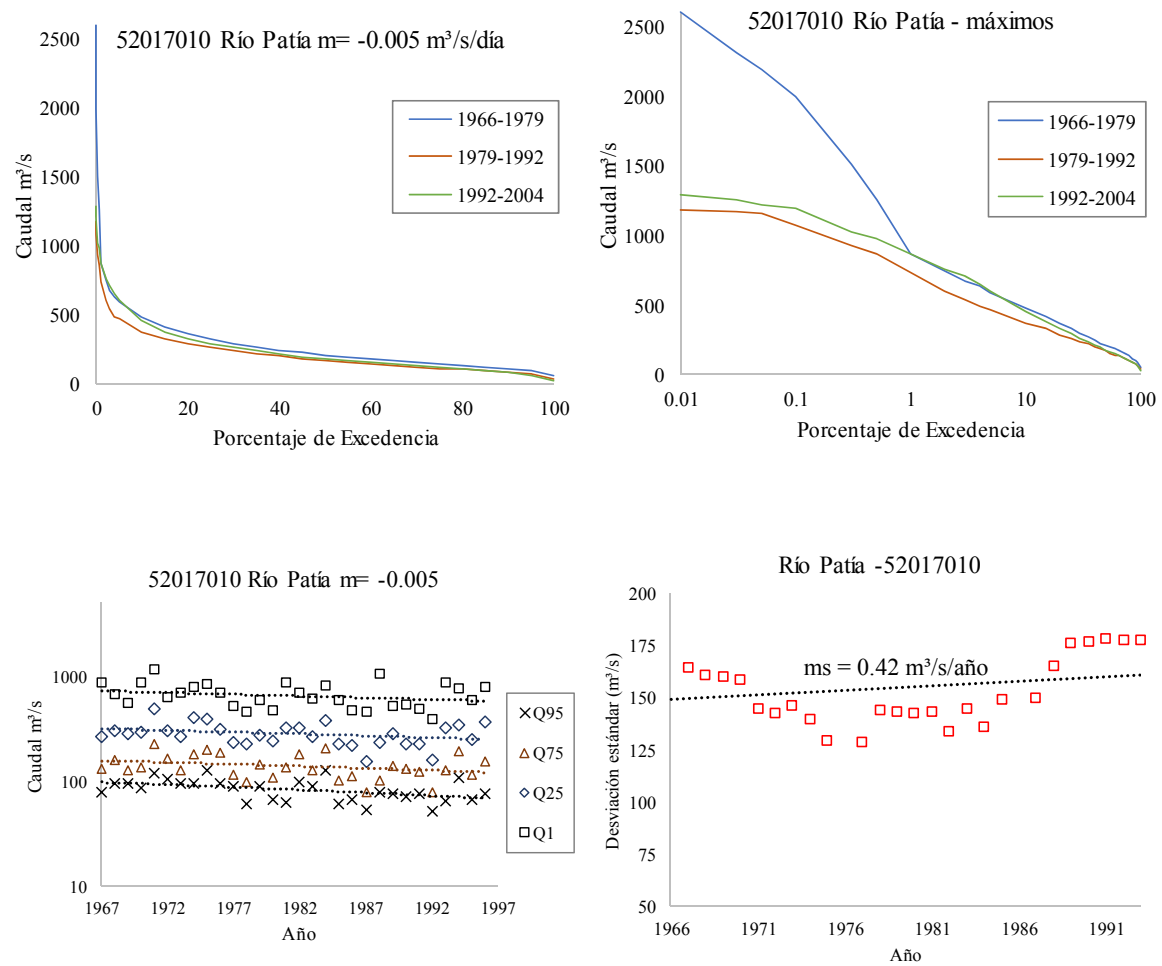 52017010 Río Patía m= -0.005 m³/s/día
Caudal m³/s
2500
2000
1500
1000
500
0
0 20 40 60 80 100
Porcentaje de Excedencia
1966-1979
1979-1992
1992-2004
52017010 Río Patía - máximos
Caudal m³/s
2500
2000
1500
1000
500
0
0.01 0.1 1 10 100
Porcentaje de Excedencia
1966-1979
1979-1992
1992-2004
52017010 Río Patía m= -0.005
Caudal m³/s
1000
100
10
1967 1972 1977 1982 1987 1992 1997
Año
Q95
Q75
Q25
Q1
Río Patía -52017010
Desviación estándar (m³/s)
200
175
150
125
100
75
50
ms = 0.42 m³/s/año
1966 1971 1976 1981 1986 1991
Año